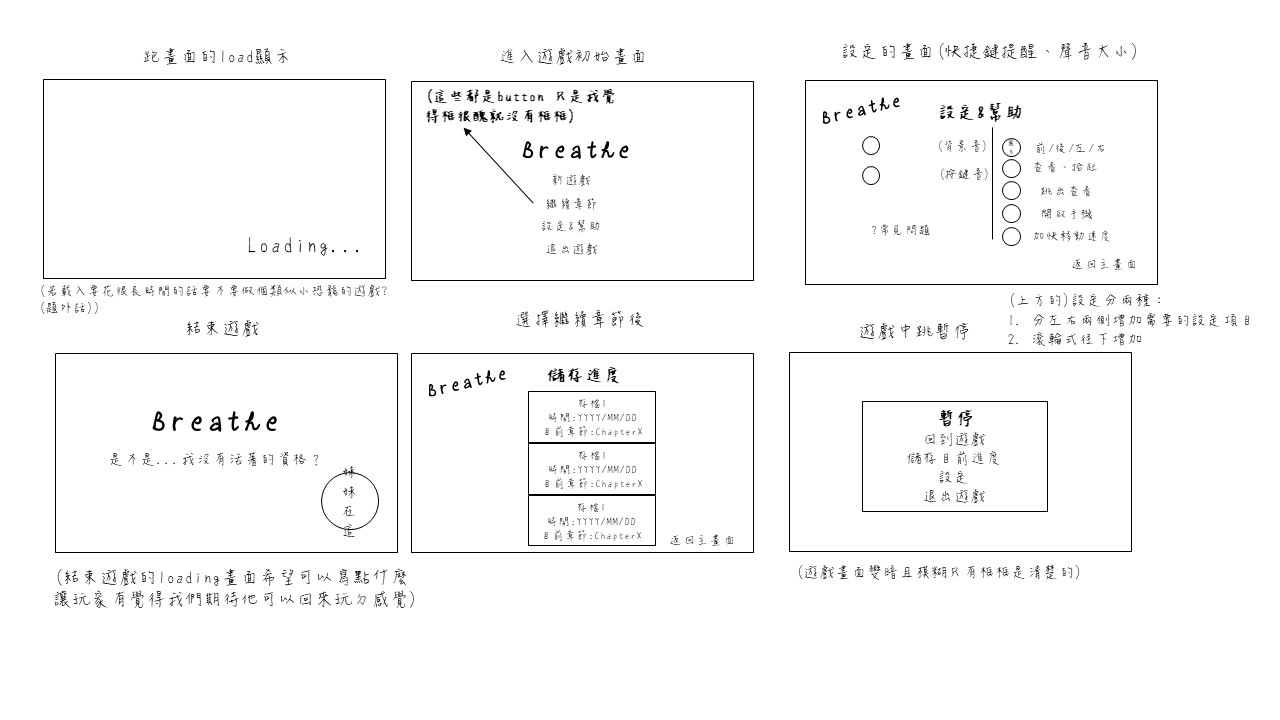 跑畫面的load顯示
Loading...
(若載入要花很長時間的話要不要做個類似小恐龍的遊戲?
(題外話))
進入遊戲初始畫面
(這些都是button 只是我覺
得框很醜就沒有框框)
Breathe
新遊戲
繼續章節
設定&幫助
退出遊戲
設定的畫面(快捷鍵提醒、聲音大小)
Breathe
設定&幫助
(背景音)
(按鍵音)
?常見問題
前/後/左/右
查看、拾起
跳出查看
開啟手機
加快移動速度
返回主畫面
(上方的)設定分兩種：
1. 分左右兩側增加需要的設定項目
2. 滾輪式往下增加
結束遊戲
Breathe
是不是...我沒有活著的資格？
妹
妹
在
這
(結束遊戲的loading畫面希望可以寫點什麼
讓玩家有覺得我們期待他可以回來玩ㄉ感覺)
選擇繼續章節後
Breathe
儲存進度
存檔1
時間:YYYY/MM/DD
目前章節:ChapterX
存檔1
時間:YYYY/MM/DD
目前章節:ChapterX
存檔1
時間:YYYY/MM/DD
目前章節:ChapterX
返回主畫面
遊戲中跳暫停
暫停
回到遊戲
儲存目前進度
設定
退出遊戲
(遊戲畫面變暗且模糊只有框框是清楚的)